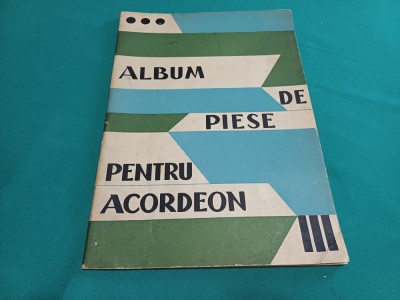 ALBUM
DE
PIESE
PENTRU
ACORDEON
III